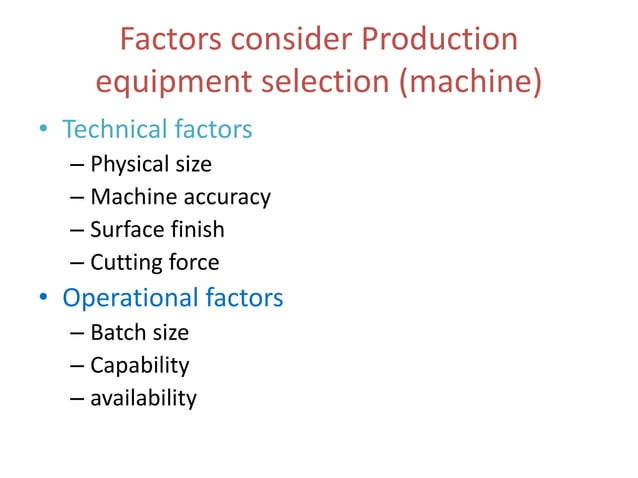 Factors consider Production
equipment selection (machine)
• Technical factors
– Physical size
– Machine accuracy
– Surface finish
– Cutting force
• Operational factors
– Batch size
– Capability
– availability